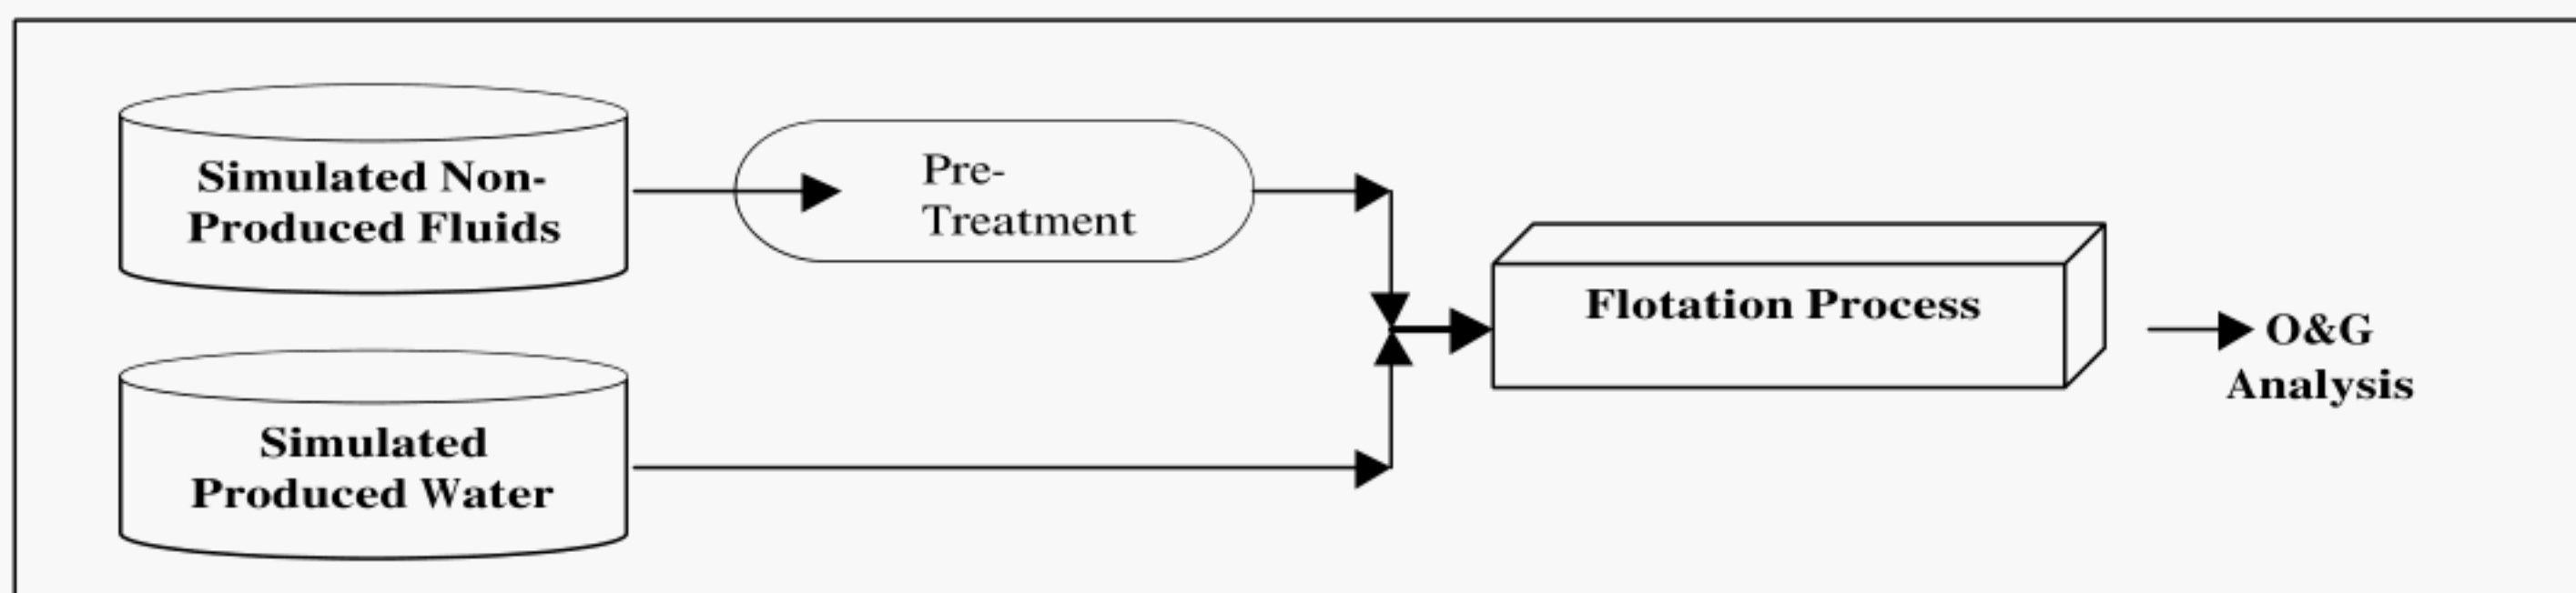 Simulated Non-
Produced Fluids
Pre-
Treatment
Flotation Process
O&G
Analysis
Simulated
Produced Water